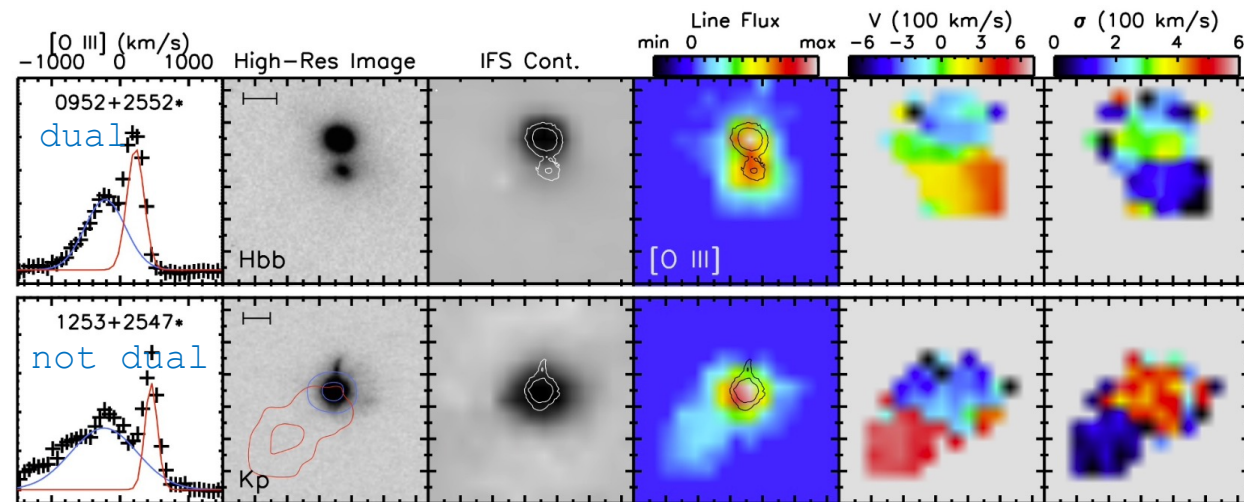 [O III] (km/s)
−1000 0 1000
High−Res Image
IFS Cont.
Line Flux
min 0 max
V (100 km/s)
−6 −3 0 3 6
σ (100 km/s)
0 2 4 6
0952+2552*
dual
Hbb
[O III]
1253+2547*
not dual
Kp